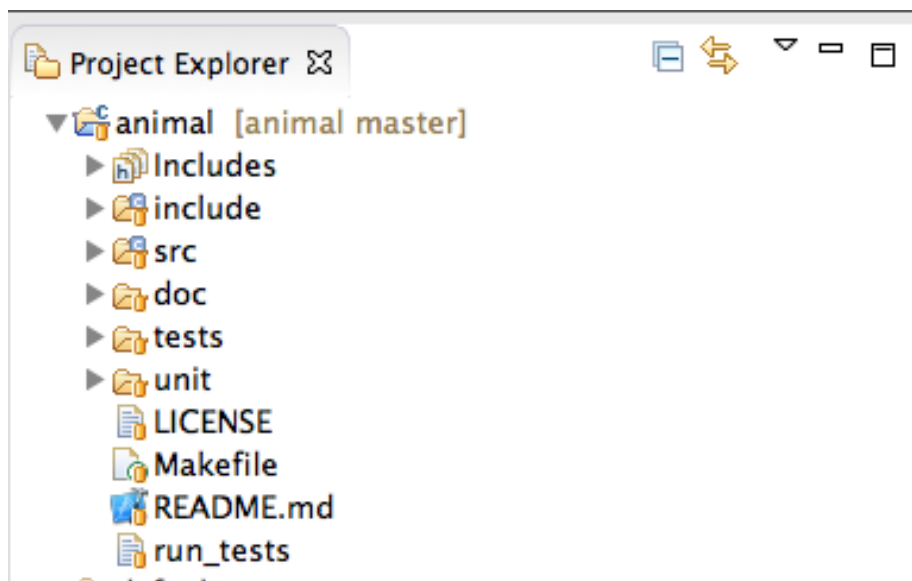 Project Explorer
animal [animal master]
Includes
include
src
doc
tests
unit
LICENSE
Makefile
README.md
run_tests